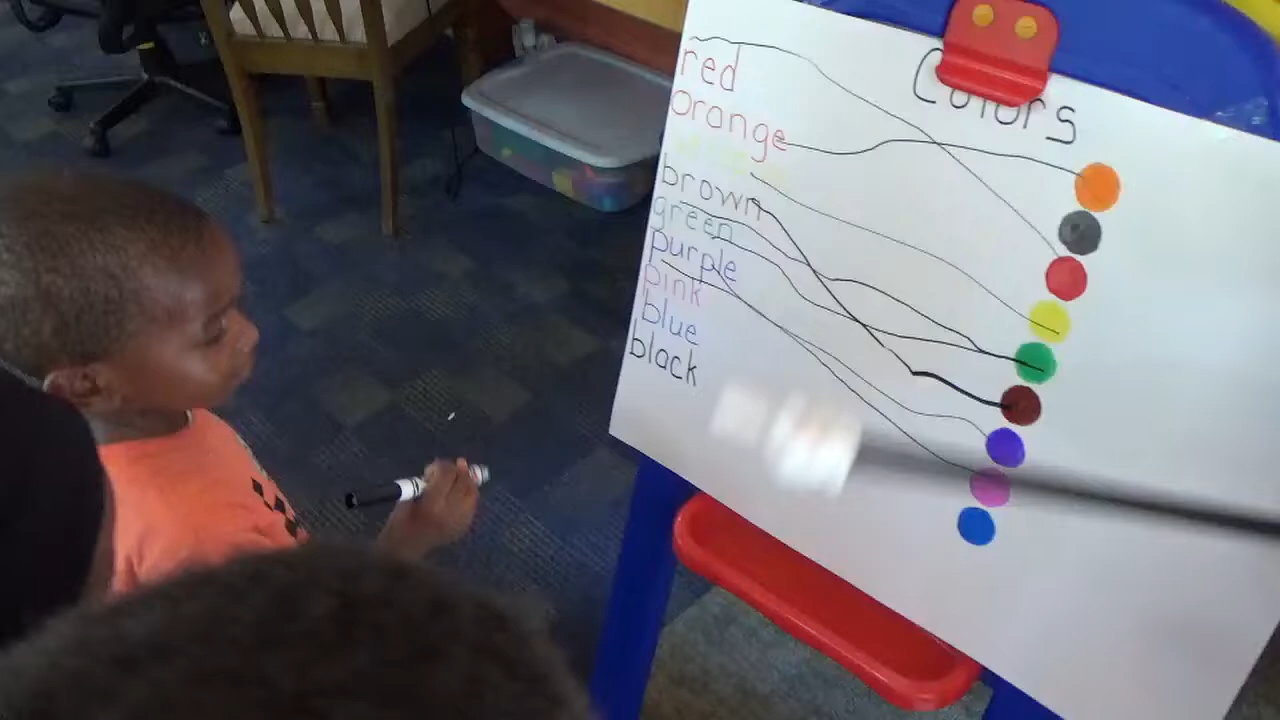 Colors
red
orange
brown
green
purple
pink
blue
black